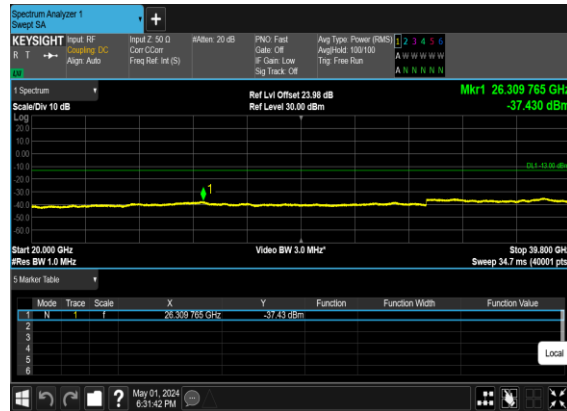 Spectrum Analyzer 1
Swept SA
+
KEYSIGHT Input: RF Input Z: 50 Ω #Atten: 20 dB PNO: Fast Avg Type: Power (RMS) 1 2 3 4 5 6
R T Coupling: DC Corr CCorr Gate: Off Avg|Hold: 100/100 A W W W W W
Align: Auto Freq Ref: Int (S) IF Gain: Low Trig: Free Run
Sig Track: Off A N N N N N
1 Spectrum
Ref Lvl Offset 23.98 dB Mkr1 26.309 765 GHz
Scale/Div 10 dB Ref Level 30.00 dBm -37.430 dBm
Log
20.0
10.0
0.00
-10.0
DL1 -13.00 dBm
-20.0
-30.0
1
-40.0
-50.0
-60.0
Start 20.000 GHz Video BW 3.0 MHz* Stop 39.800 GHz
#Res BW 1.0 MHz Sweep 34.7 ms (40001 pts)
5 Marker Table
Mode Trace Scale X Y Function Function Width Function Value
1 N 1 f 26.309 765 GHz -37.43 dBm
2
3
4
5
6
Local
? May 01, 2024
6:31:42 PM